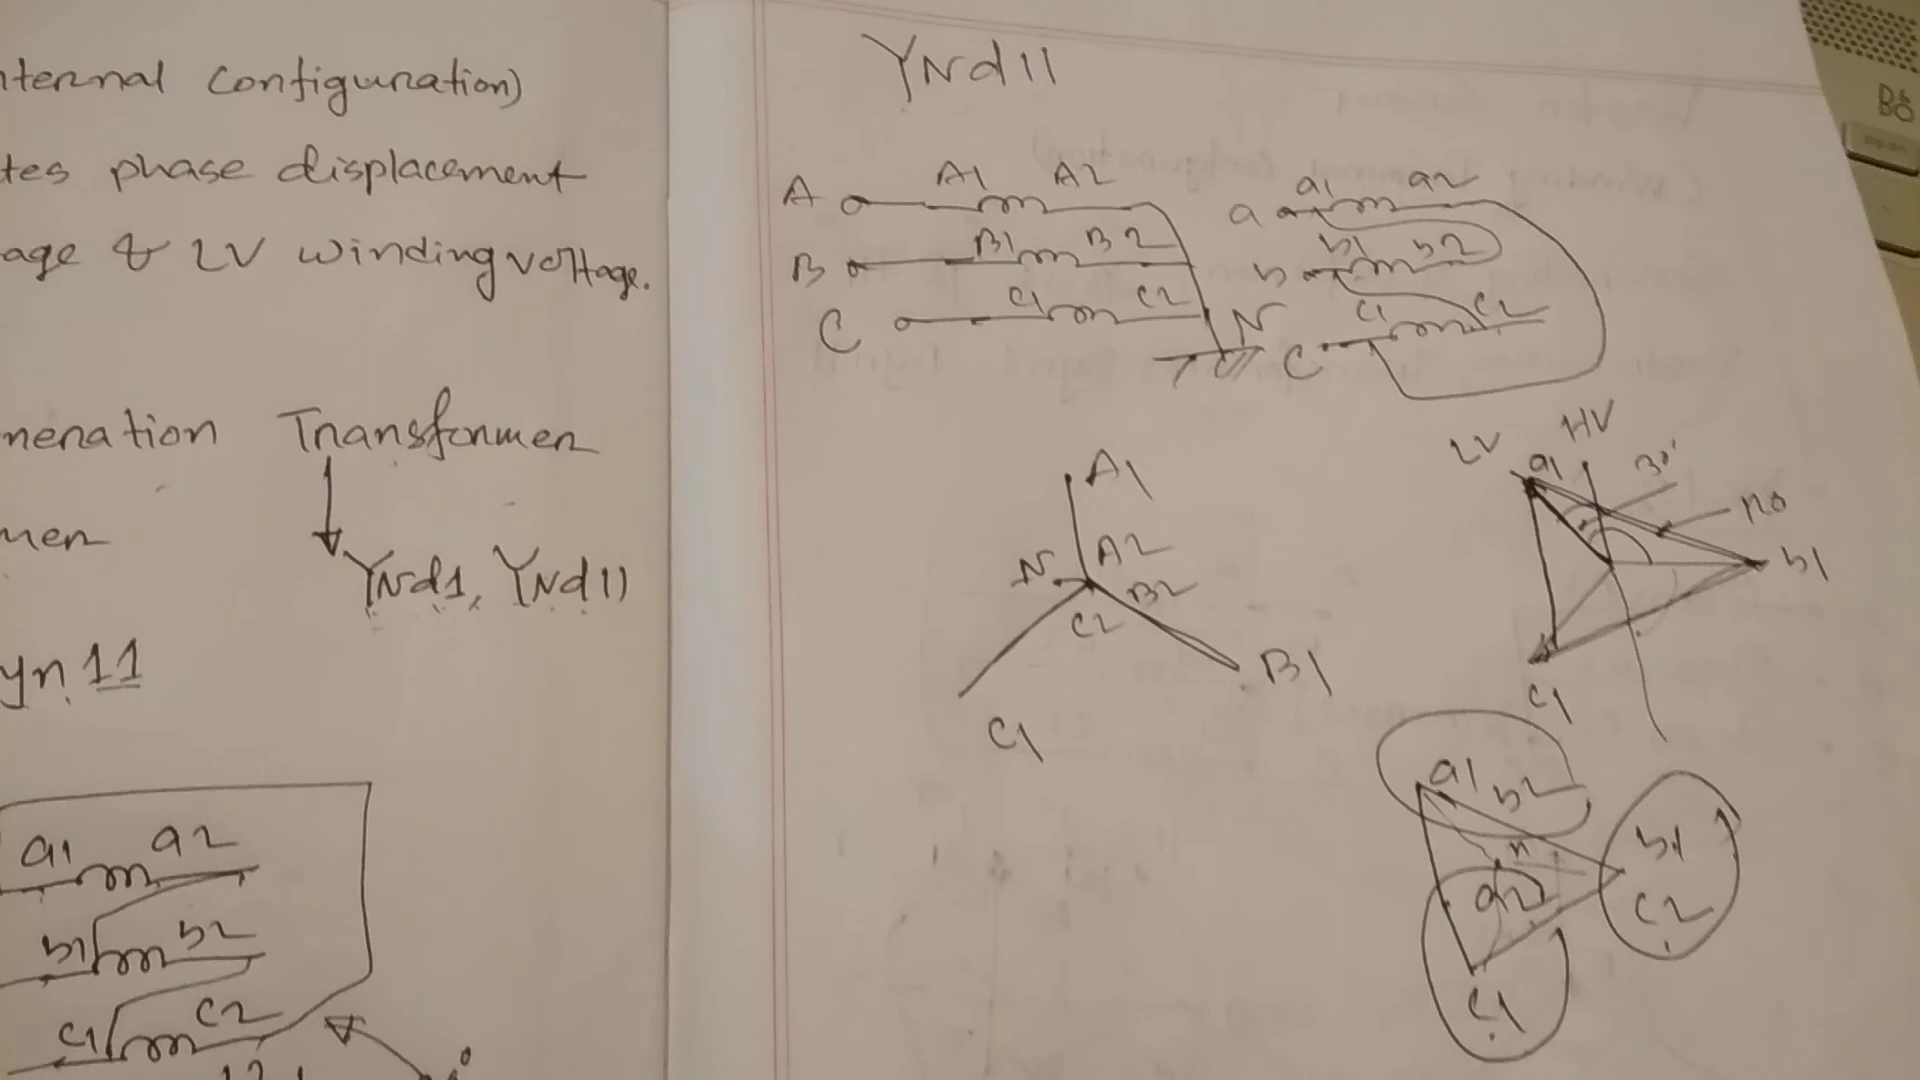 nternal configuration)
tes phase displacement
age & LV winding voltage.
neration Transformer
mer
YNd1, YNd11
yn 11
a1 a2
b1 b2
c1 c2
YNd11
A A1 A2
B B1 B2
C C1 C2
N
a a1 a2
b b1 b2
C C1 C2
A1
N A2
B2
C2
B1
C1
LV HV
a1 30°
120
b1
C1
a1 b2
n
b1
a2
C2
C1